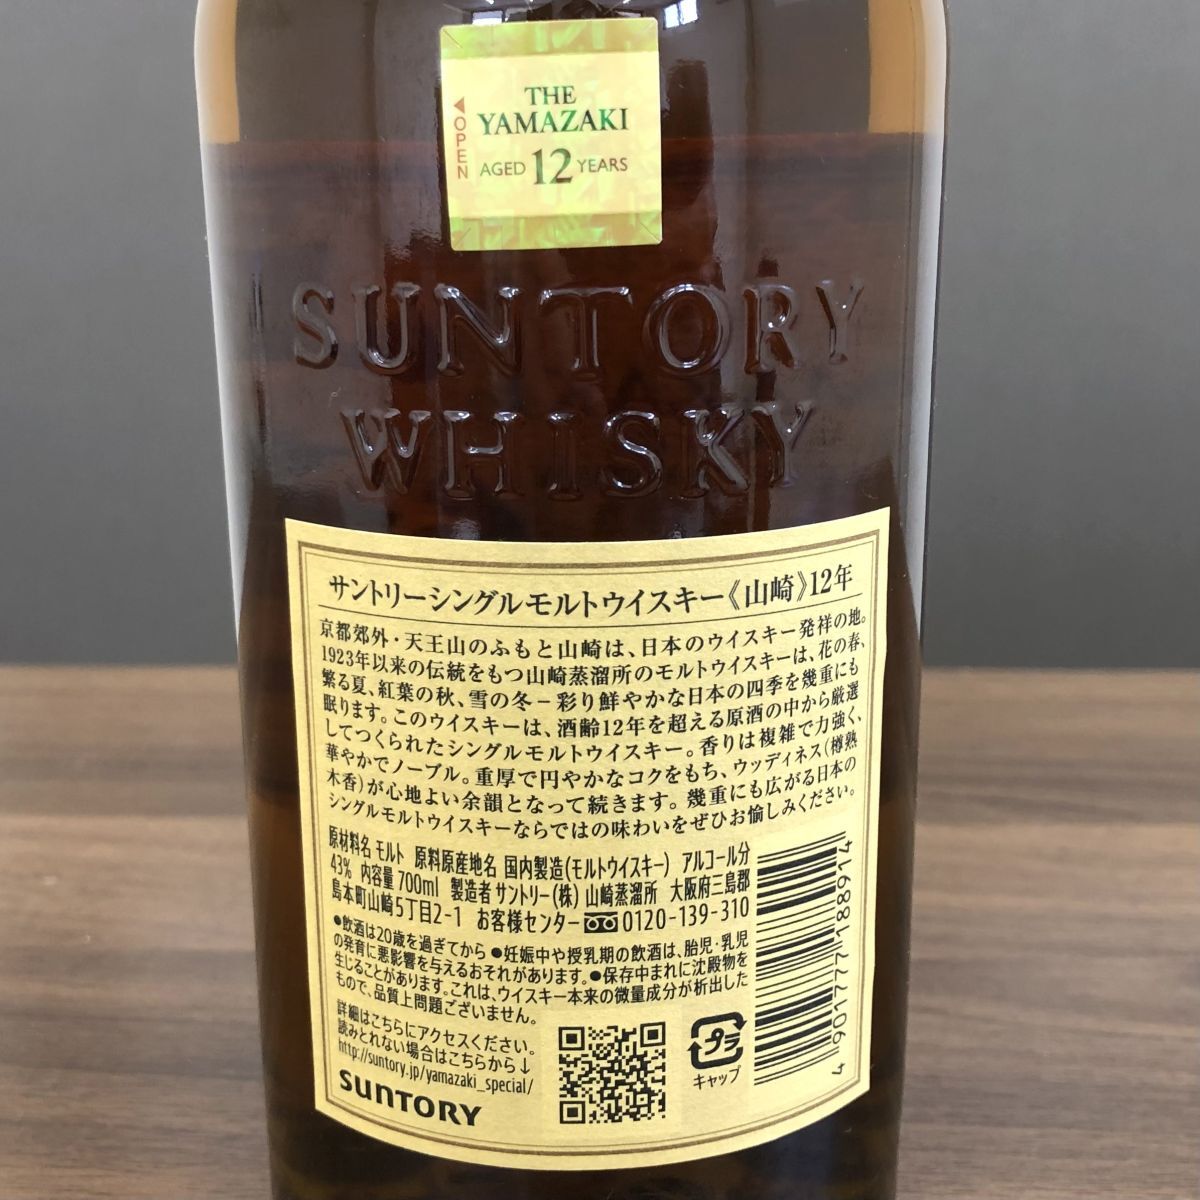 THE
YAMAZAKI
AGED 12 YEARS
◀OPEN
SUNTORY
WHISKY
サントリーシングルモルトウイスキー《山崎》12年
京都郊外・天王山のふもと山崎は、日本のウイスキー発祥の地。
1923年以来の伝統をもつ山崎蒸溜所のモルトウイスキーは、花の春、
繁る夏、紅葉の秋、雪の冬－彩り鮮やかな日本の四季を幾重にも
眠ります。このウイスキーは、酒齢12年を超える原酒の中から厳選
してつくられたシングルモルトウイスキー。香りは複雑で力強く、
華やかでノーブル。重厚で円やかなコクをもち、ウッディネス(樽熟
木香)が心地よい余韻となって続きます。幾重にも広がる日本の
シングルモルトウイスキーならではの味わいをぜひお愉しみください。
原材料名 モルト 原料原産地名 国内製造(モルトウイスキー) アルコール分
43% 内容量 700ml 製造者 サントリー(株) 山崎蒸溜所 大阪府三島郡
島本町山崎5丁目2-1 お客様センター 0120-139-310
●飲酒は20歳を過ぎてから ●妊娠中や授乳期の飲酒は、胎児・乳児
の発育に悪影響を与えるおそれがあります。●保存中まれに沈殿物を
生じることがあります。これは、ウイスキー本来の微量成分が析出した
もので、品質上問題ございません。
詳細はこちらにアクセスください。
読みとれない場合はこちらから↓
http://suntory.jp/yamazaki_special/
SUNTORY
プラ
キャップ
4 901777 188914